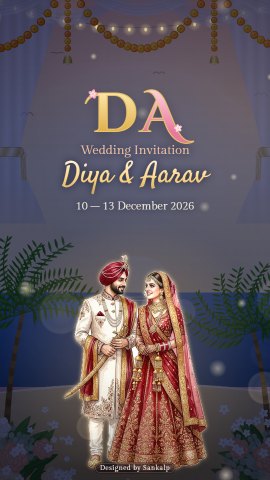 DA
Wedding Invitation
Diya & Aarav
10 — 13 December 2026
Designed by Sankalp